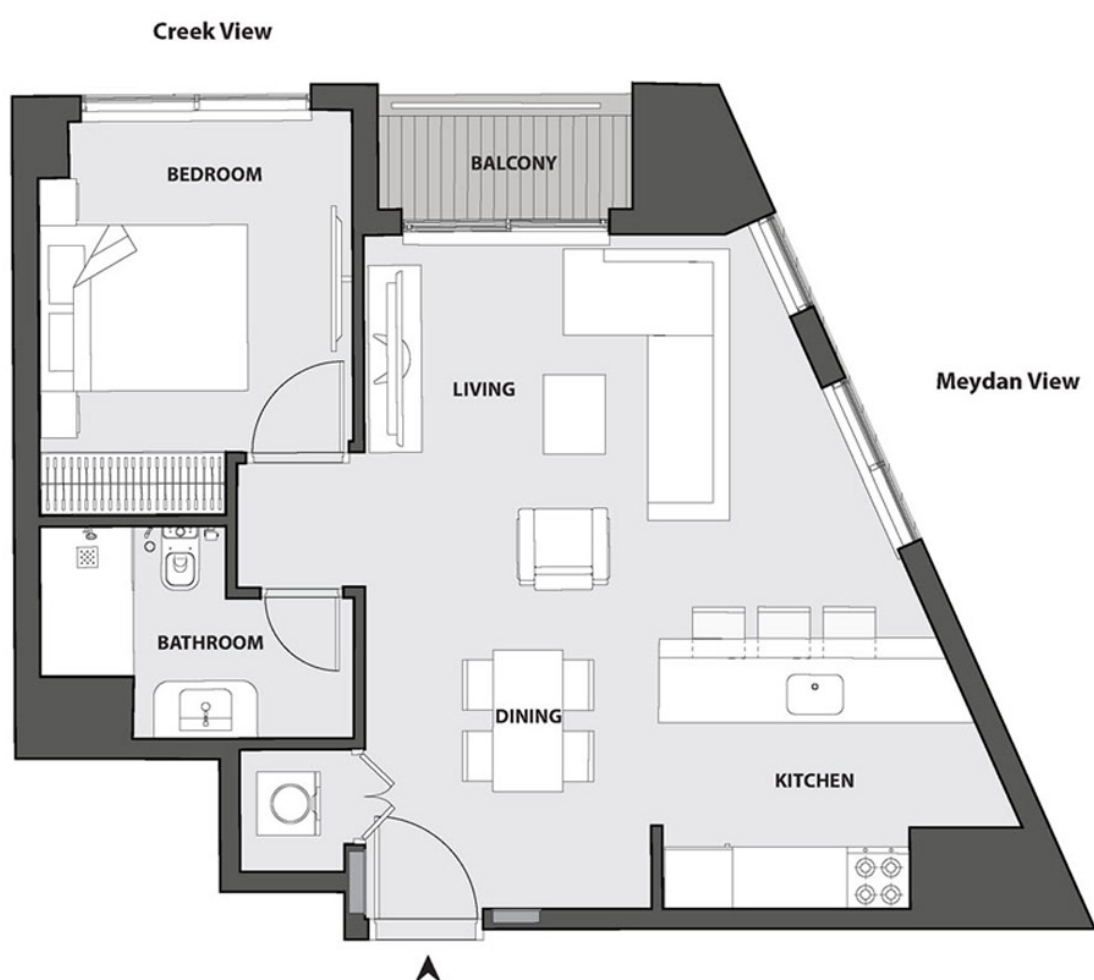 Creek View
BEDROOM
BALCONY
LIVING
Meydan View
BATHROOM
DINING
KITCHEN